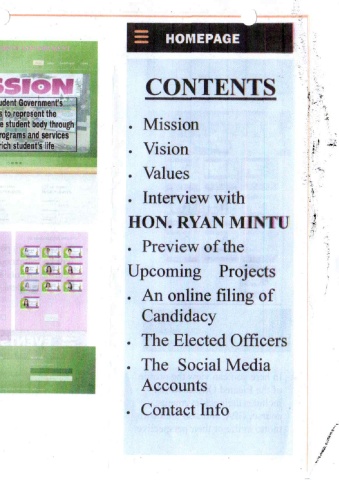 HOMEPAGE
CONTENTS
• Mission
• Vision
• Values
• Interview with
HON. RYAN MINTU
• Preview of the
Upcoming Projects
• An online filing of
Candidacy
• The Elected Officers
• The Social Media
Accounts
• Contact Info
SSION
udent Government's
s to represent the
e student body through
rograms and services
rich student's life